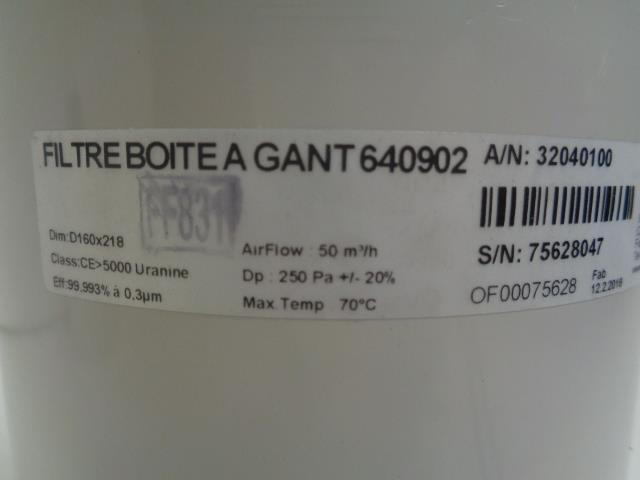 FILTRE BOITE A GANT 640902
A/N: 32040100
FF831
Dim:D160x218
Class:CE>5000 Uranine
Eff:99,993% à 0.3µm
AirFlow : 50 m³/h
Dp : 250 Pa +/- 20%
Max.Temp 70°C
S/N: 75628047
OF00075628
Fab
12.2.2018